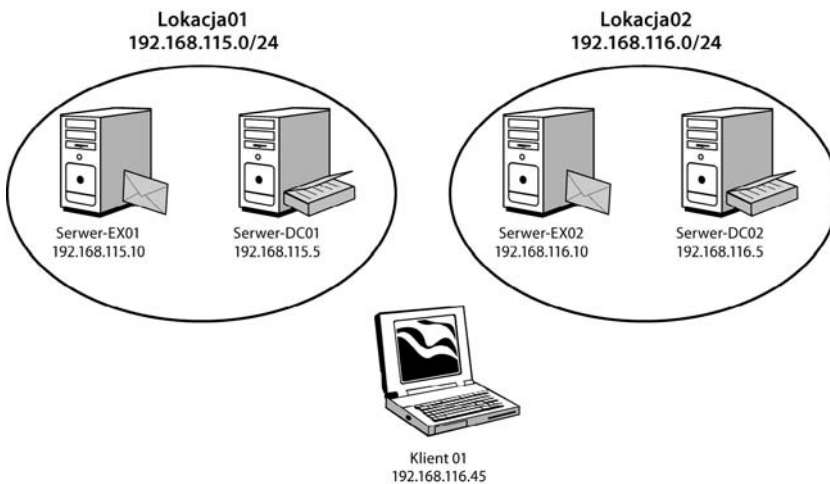 Lokacja01
192.168.115.0/24
Lokacja02
192.168.116.0/24
Serwer-EX01
192.168.115.10
Serwer-DC01
192.168.115.5
Serwer-EX02
192.168.116.10
Serwer-DC02
192.168.116.5
Klient 01
192.168.116.45